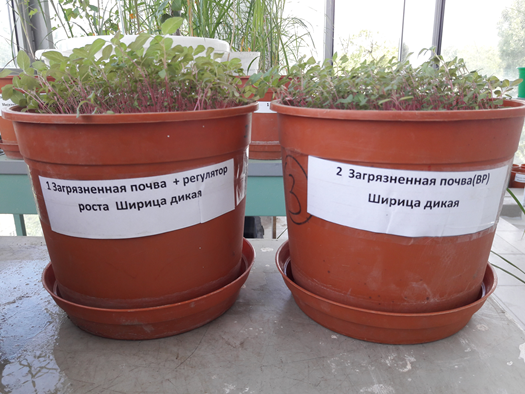 1 Загрязненная почва + регулятор
роста Ширица дикая
2 Загрязненная почва(ВР)
Ширица дикая